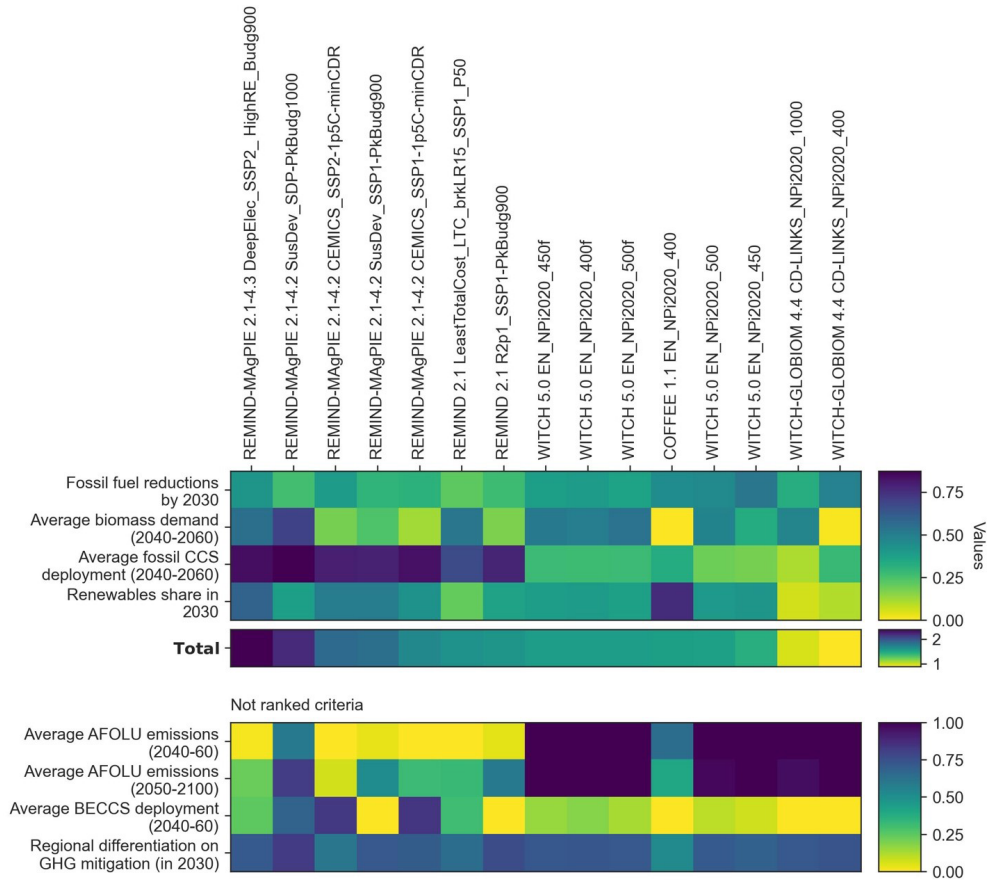 REMIND-MAgPIE 2.1-4.3 DeepElec_SSP2_ HighRE_Budg900
REMIND-MAgPIE 2.1-4.2 SusDev_SDP-PkBudg1000
REMIND-MAgPIE 2.1-4.2 CEMICS_SSP2-1p5C-minCDR
REMIND-MAgPIE 2.1-4.2 SusDev_SSP1-PkBudg900
REMIND-MAgPIE 2.1-4.2 CEMICS_SSP1-1p5C-minCDR
REMIND 2.1 LeastTotalCost_LTC_brkLR15_SSP1_P50
REMIND 2.1 R2p1_SSP1-PkBudg900
WITCH 5.0 EN_NPi2020_450f
WITCH 5.0 EN_NPi2020_400f
WITCH 5.0 EN_NPi2020_500f
COFFEE 1.1 EN_NPi2020_400
WITCH 5.0 EN_NPi2020_500
WITCH 5.0 EN_NPi2020_450
WITCH-GLOBIOM 4.4 CD-LINKS_NPi2020_1000
WITCH-GLOBIOM 4.4 CD-LINKS_NPi2020_400
Fossil fuel reductions
by 2030
Average biomass demand
(2040-2060)
Average fossil CCS
deployment (2040-2060)
Renewables share in
2030
0.75
0.50
0.25
0.00
Values
Total
2
1
Not ranked criteria
Average AFOLU emissions
(2040-60)
Average AFOLU emissions
(2050-2100)
Average BECCS deployment
(2040-60)
Regional differentiation on
GHG mitigation (in 2030)
1.00
0.75
0.50
0.25
0.00